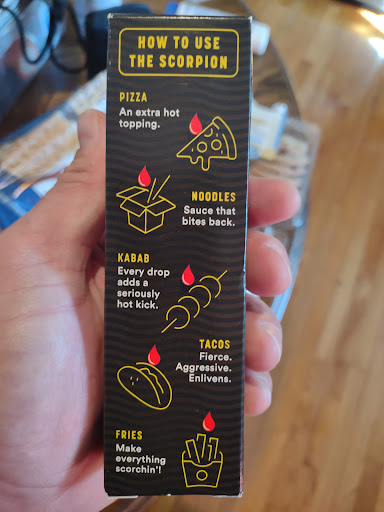 HOW TO USE
THE SCORPION
PIZZA
An extra hot
topping.
NOODLES
Sauce that
bites back.
KABAB
Every drop
adds a
seriously
hot kick.
TACOS
Fierce.
Aggressive.
Enlivens.
FRIES
Make
everything
scorchin'!